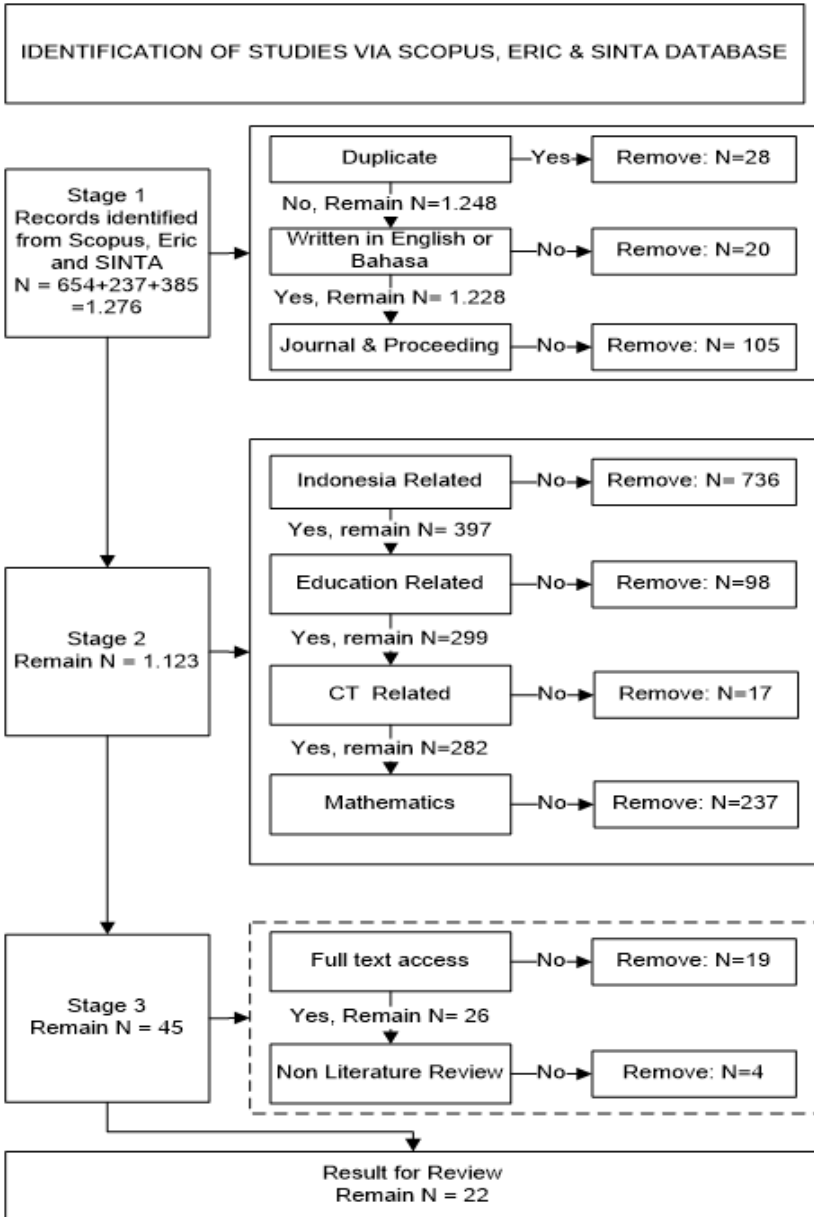 IDENTIFICATION OF STUDIES VIA SCOPUS, ERIC & SINTA DATABASE
Stage 1
Records identified
from Scopus, Eric
and SINTA
N = 654+237+385
=1.276
Duplicate
Yes
Remove: N=28
No, Remain N=1.248
Written in English or
Bahasa
No
Remove: N=20
Yes, Remain N= 1.228
Journal & Proceeding
No
Remove: N= 105
Stage 2
Remain N = 1.123
Indonesia Related
No
Remove: N= 736
Yes, remain N= 397
Education Related
No
Remove: N=98
Yes, remain N=299
CT  Related
No
Remove: N=17
Yes, remain N=282
Mathematics
No
Remove: N=237
Stage 3
Remain N = 45
Full text access
No
Remove: N=19
Yes, Remain N= 26
Non Literature Review
No
Remove: N=4
Result for Review
Remain N = 22